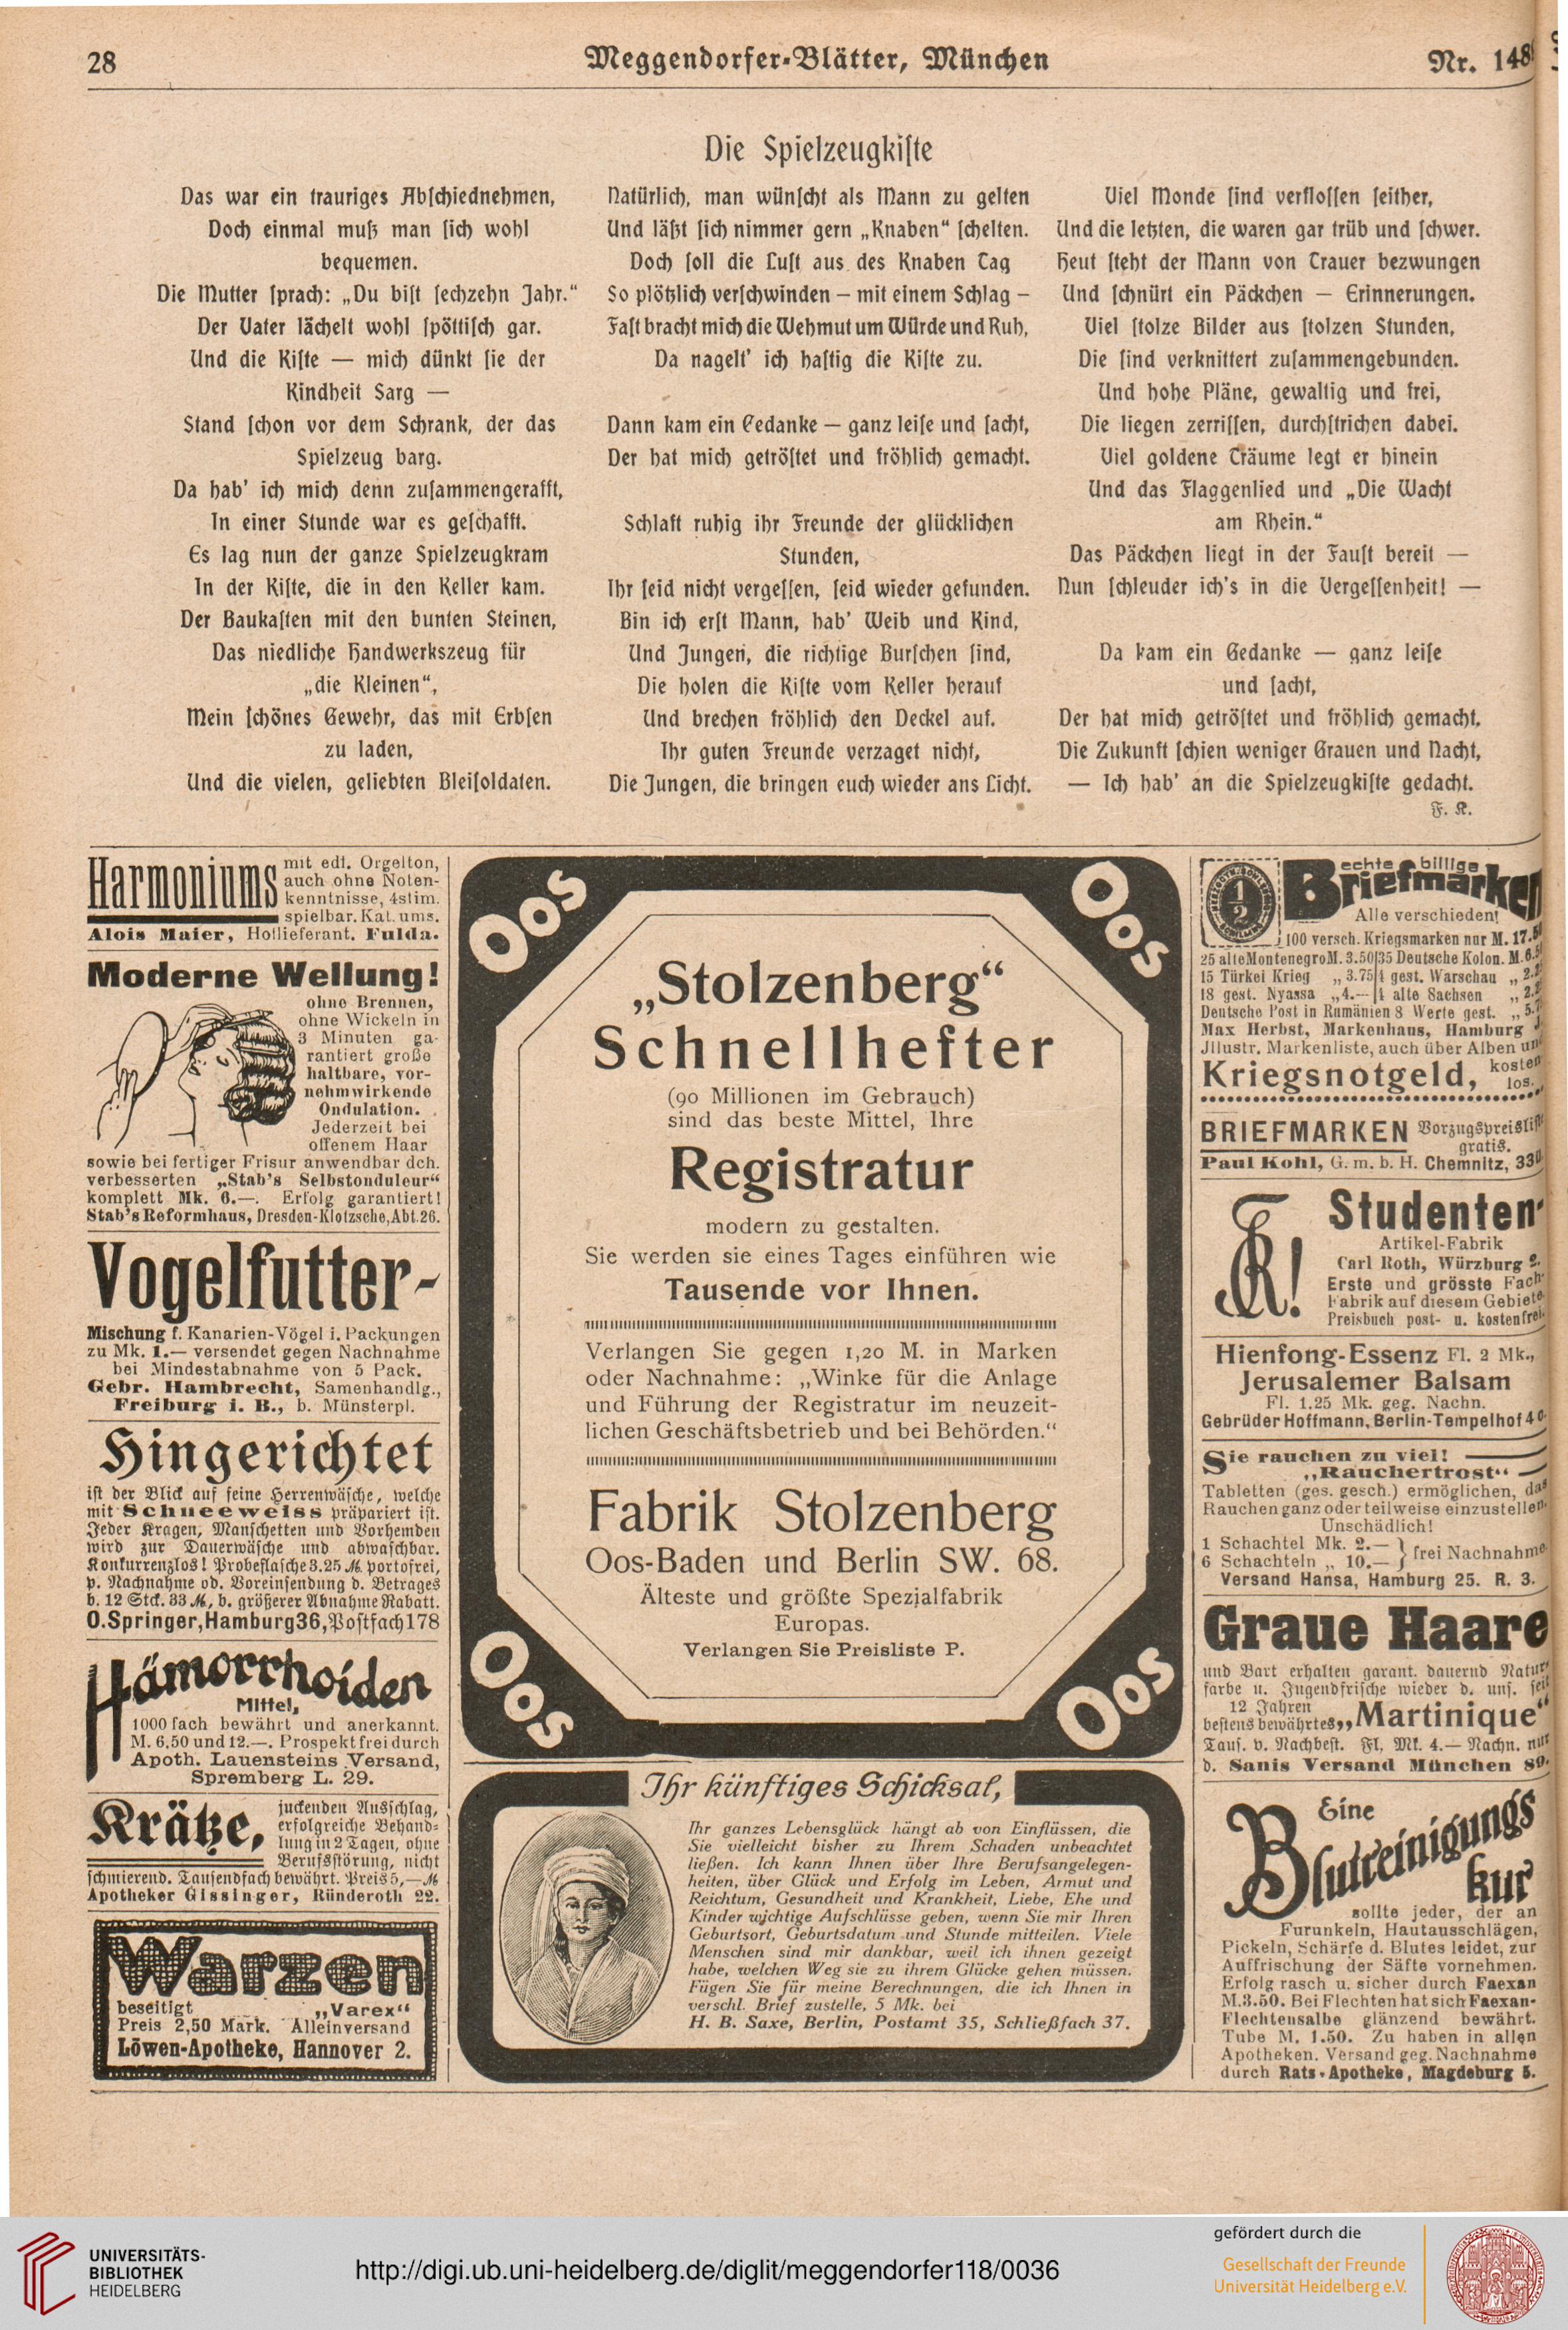 28
Meggendorfer-Blätter, München
Nr. 148
Die Spielzeugkiſte
Das war ein trauriges Abſchiednehmen,
Doch einmal muß man ſich wohl
bequemen.
Die Mutter ſprach: „Du biſt ſechzehn Jahr.“
Der Vater lächelt wohl ſpöttiſch gar.
Und die Kiſte — mich dünkt ſie der
Kindheit Sarg —
Stand ſchon vor dem Schrank, der das
Spielzeug barg.
Da hab' ich mich denn zuſammengerafft,
In einer Stunde war es geſchafft.
Es lag nun der ganze Spielzeugkram
In der Kiſte, die in den Keller kam.
Der Baukaſten mit den bunten Steinen,
Das niedliche Handwerkszeug für
„die Kleinen“,
Mein ſchönes Gewehr, das mit Erbſen
zu laden,
Und die vielen, geliebten Bleiſoldaten.
Natürlich, man wünſcht als Mann zu gelten
Und läßt ſich nimmer gern „Knaben“ ſchelten.
Doch ſoll die Luſt aus des Knaben Tag
So plötzlich verſchwinden — mit einem Schlag —
Faſt bracht mich die Wehmut um Würde und Ruh,
Da nagelt' ich haſtig die Kiſte zu.
Dann kam ein Gedanke — ganz leiſe und ſacht,
Der hat mich getröſtet und fröhlich gemacht.
Schlaft ruhig ihr Freunde der glücklichen
Stunden,
Ihr ſeid nicht vergeſſen, ſeid wieder gefunden.
Bin ich erſt Mann, hab' Weib und Kind,
Und Jungen, die richtige Burſchen ſind,
Die holen die Kiſte vom Keller herauf
Und brechen fröhlich den Deckel auf.
Ihr guten Freunde verzaget nicht,
Die Jungen, die bringen euch wieder ans Licht.
Viel Monde ſind verfloſſen ſeither,
Und die letzten, die waren gar trüb und ſchwer.
Heut ſteht der Mann von Trauer bezwungen
Und ſchnürt ein Päckchen — Erinnerungen.
Viel ſtolze Bilder aus ſtolzen Stunden,
Die ſind verknittert zuſammengebunden.
Und hohe Pläne, gewaltig und frei,
Die liegen zerriſſen, durchſtrichen dabei.
Viel goldene Träume legt er hinein
Und das Flaggenlied und „Die Wacht
am Rhein.“
Das Päckchen liegt in der Fauſt bereit —
Nun ſchleuder ich's in die Vergeſſenheit! —
Da kam ein Gedanke — ganz leiſe
und ſacht,
Der hat mich getröſtet und fröhlich gemacht.
Die Zukunft ſchien weniger Grauen und Nacht,
— Ich hab' an die Spielzeugkiſte gedacht.
F. K.
Harmoniums
mit edl. Orgelton,
auch ohne Noten-
kenntnisse, 4stim.
spielbar. Kat. ums.
Alois Maier, Hoflieferant, Fulda.
Moderne Wellung!
ohne Brennen,
ohne Wickeln in
3 Minuten ga-
rantiert große
haltbare, vor-
nehm wirkende
Ondulation.
Jederzeit bei
offenem Haar
sowie bei fertiger Frisur anwendbar dch.
verbesserten „Stab's Selbstonduleur“
komplett Mk. 6.—. Erfolg garantiert!
Stab's Reformhaus, Dresden-Klotzsche, Abt. 26.
Vogelfutter-
Mischung f. Kanarien-Vögel i. Packungen
zu Mk. 1.— versendet gegen Nachnahme
bei Mindestabnahme von 5 Pack.
Gebr. Hambrecht, Samenhandlg.,
Freiburg i. B., b. Münsterpl.
Hingerichtet
iſt der Blick auf ſeine Herrenwäſche, welche
mit Schneeweiss präpariert iſt.
Jeder Kragen, Manſchetten und Vorhemden
wird zur Dauerwäſche und abwaſchbar.
Konkurrenzlos! Probeflaſche 3.25 ℳ portofrei,
p. Nachnahme od. Voreinſendung d. Betrages
b. 12 Stck. 33 ℳ, b. größerer Abnahme Rabatt.
O. Springer, Hamburg 36, Poſtfach 178
Hämorrhoiden
Mittel,
1000 fach bewährt und anerkannt.
M. 6.50 und 12.—. Prospekt frei durch
Apoth. Lauensteins Versand,
Spremberg L. 29.
Krätze,
juckenden Ausſchlag,
erfolgreiche Behand-
lung in 2 Tagen, ohne
Berufsſtörung, nicht
ſchmierend. Tauſendfach bewährt. Preis 5,—ℳ
Apotheker Gissinger, Ründeroth 22.
Warzen
beseitigt „Varex“
Preis 2,50 Mark. Alleinversand
Löwen-Apotheke, Hannover 2.
Oos
Oos
„Stolzenberg“
Schnellhefter
(90 Millionen im Gebrauch)
sind das beste Mittel, Ihre
Registratur
modern zu gestalten.
Sie werden sie eines Tages einführen wie
Tausende vor Ihnen.
Verlangen Sie gegen 1,20 M. in Marken
oder Nachnahme: „Winke für die Anlage
und Führung der Registratur im neuzeit-
lichen Geschäftsbetrieb und bei Behörden.“
Fabrik Stolzenberg
Oos-Baden und Berlin SW. 68.
Älteste und größte Spezialfabrik
Europas.
Verlangen Sie Preisliste P.
Oos
Oos
Ihr künftiges Schickſal,
Ihr ganzes Lebensglück hängt ab von Einflüssen, die
Sie vielleicht bisher zu Ihrem Schaden unbeachtet
ließen. Ich kann Ihnen über Ihre Berufsangelegen-
heiten, über Glück und Erfolg im Leben, Armut und
Reichtum, Gesundheit und Krankheit, Liebe, Ehe und
Kinder wichtige Aufschlüsse geben, wenn Sie mir Ihren
Geburtsort, Geburtsdatum und Stunde mitteilen. Viele
Menschen sind mir dankbar, weil ich ihnen gezeigt
habe, welchen Weg sie zu ihrem Glücke gehen müssen.
Fügen Sie für meine Berechnungen, die ich Ihnen in
verschl. Brief zustelle, 5 Mk. bei
H. B. Saxe, Berlin, Postamt 35, Schließfach 37.
1/2
echte billige
Briefmarken
Alle verschieden!
100 versch. Kriegsmarken nur M. 17.50
25 alte Montenegro M. 3.50 | 35 Deutsche Kolon. M. 6.
15 Türkei Krieg „ 3.75 | 4 gest. Warschau „ 2.
18 gest. Nyassa „ 4.— | 4 alte Sachsen „ 2.
Deutsche Post in Rumänien 8 Werte gest. „ 5.
Max Herbst, Markenhaus, Hamburg
Jllustr. Markenliste, auch über Alben und
Kriegsnotgeld, kosten
los.
BRIEFMARKEN Vorzugspreisliſte
gratis.
Paul Kohl, G. m. b. H. Chemnitz, 33
Studenten-
Artikel-Fabrik
Carl Roth, Würzburg 2.
Erste und grösste Fach-
Fabrik auf diesem Gebiete.
Preisbuch post- u. kostenfrei.
Hienfong-Essenz Fl. 2 Mk.,
Jerusalemer Balsam
Fl. 1.25 Mk. geg. Nachn.
Gebrüder Hoffmann, Berlin-Tempelhof 40.
Sie rauchen zu viel!
„Rauchertrost“
Tabletten (ges. gesch.) ermöglichen, das
Rauchen ganz oder teilweise einzustellen.
Unschädlich!
1 Schachtel Mk. 2.— } frei Nachnahme.
6 Schachteln „ 10.— }
Versand Hansa, Hamburg 25. R. 3.
Graue Haare
und Bart erhalten garant. dauernd Natur-
farbe u. Jugendfriſche wieder d. unſ. ſeit
12 Jahren
beſtens bewährtes „Martinique“
Tauſ. v. Nachbeſt. Fl. Mk. 4.— Nachn. nur
d. Sanis Versand München 80.
Eine
Blutreinigungs
kur
sollte jeder, der an
Furunkeln, Hautausschlägen,
Pickeln, Schärfe d. Blutes leidet, zur
Auffrischung der Säfte vornehmen.
Erfolg rasch u. sicher durch Faexan
M. 3.50. Bei Flechten hat sich Faexan-
Flechtensalbe glänzend bewährt.
Tube M. 1.50. Zu haben in allen
Apotheken. Versand geg. Nachnahme
durch Rats-Apotheke, Magdeburg 5.
UNIVERSITÄTS-
BIBLIOTHEK
HEIDELBERG
http://digi.ub.uni-heidelberg.de/diglit/meggendorfer118/0036
gefördert durch die
Gesellschaft der Freunde
Universität Heidelberg e.V.